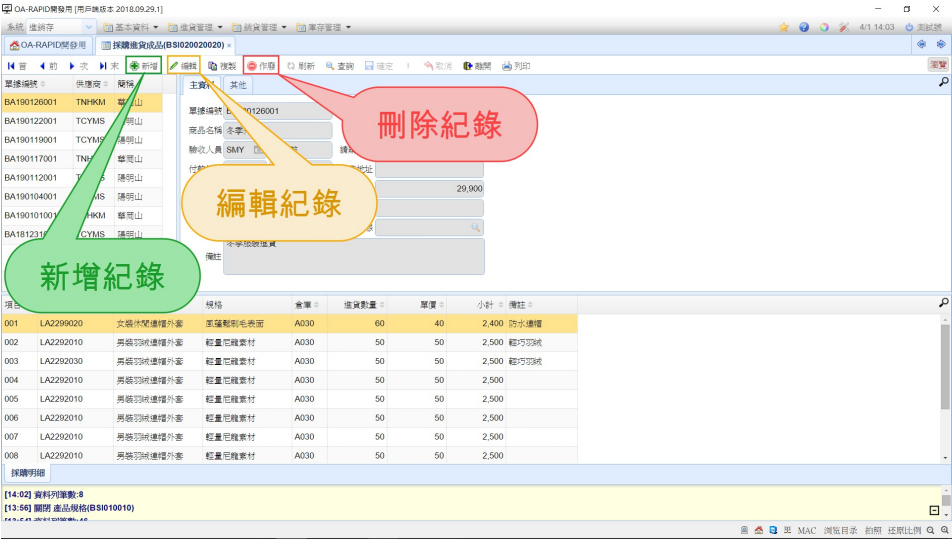 OA-RAPID開發用 [用戶端版本 2018.09.29.1]
系統 進銷存 基本資料 進貨管理 銷貨管理 庫存管理 4/1 14:03 測試號
OA-RAPID開發用 採購進貨成品(BSI020020020) ×
首 前 次 末 新增 編輯 複製 作廢 刷新 查詢 確定 取消 離開 列印 瀏覽
單據編號 供應商 簡稱 主資料 其他
BA190126001 TNHKM
BA190122001 TCYMS 陽明山
BA190119001 TCYMS 陽明山
BA190117001 華岡山
BA190112001 陽明山
BA190104001 陽明山
BA190101001 華岡山
陽明山
單據編號 0126001
商品名稱
驗收人員 SMY
29,900
冬季服裝進貨
備註
刪除紀錄
編輯紀錄
新增紀錄
規格 倉庫 進貨數量 單價 小計 備註
001 LA2299020 女裝休閒連帽外套 風蓬鬆刷毛表面 A030 60 40 2,400 防水連帽
002 LA2292010 男裝羽絨連帽外套 輕量尼龍素材 A030 50 50 2,500 輕巧羽絨
003 LA2292030 男裝羽絨連帽外套 輕量尼龍素材 A030 50 50 2,500 輕巧羽絨
004 LA2292010 男裝羽絨連帽外套 輕量尼龍素材 A030 50 50 2,500
005 LA2292010 男裝羽絨連帽外套 輕量尼龍素材 A030 50 50 2,500
006 LA2292010 男裝羽絨連帽外套 輕量尼龍素材 A030 50 50 2,500
007 LA2292010 男裝羽絨連帽外套 輕量尼龍素材 A030 50 50 2,500
008 LA2292010 男裝羽絨連帽外套 輕量尼龍素材 A030 50 50 2,500
採購明細
[14:02] 資料列筆數:8
[13:56] 關閉 產品規格(BSI010010)
MAC 浏览目录 拍照 还原比例